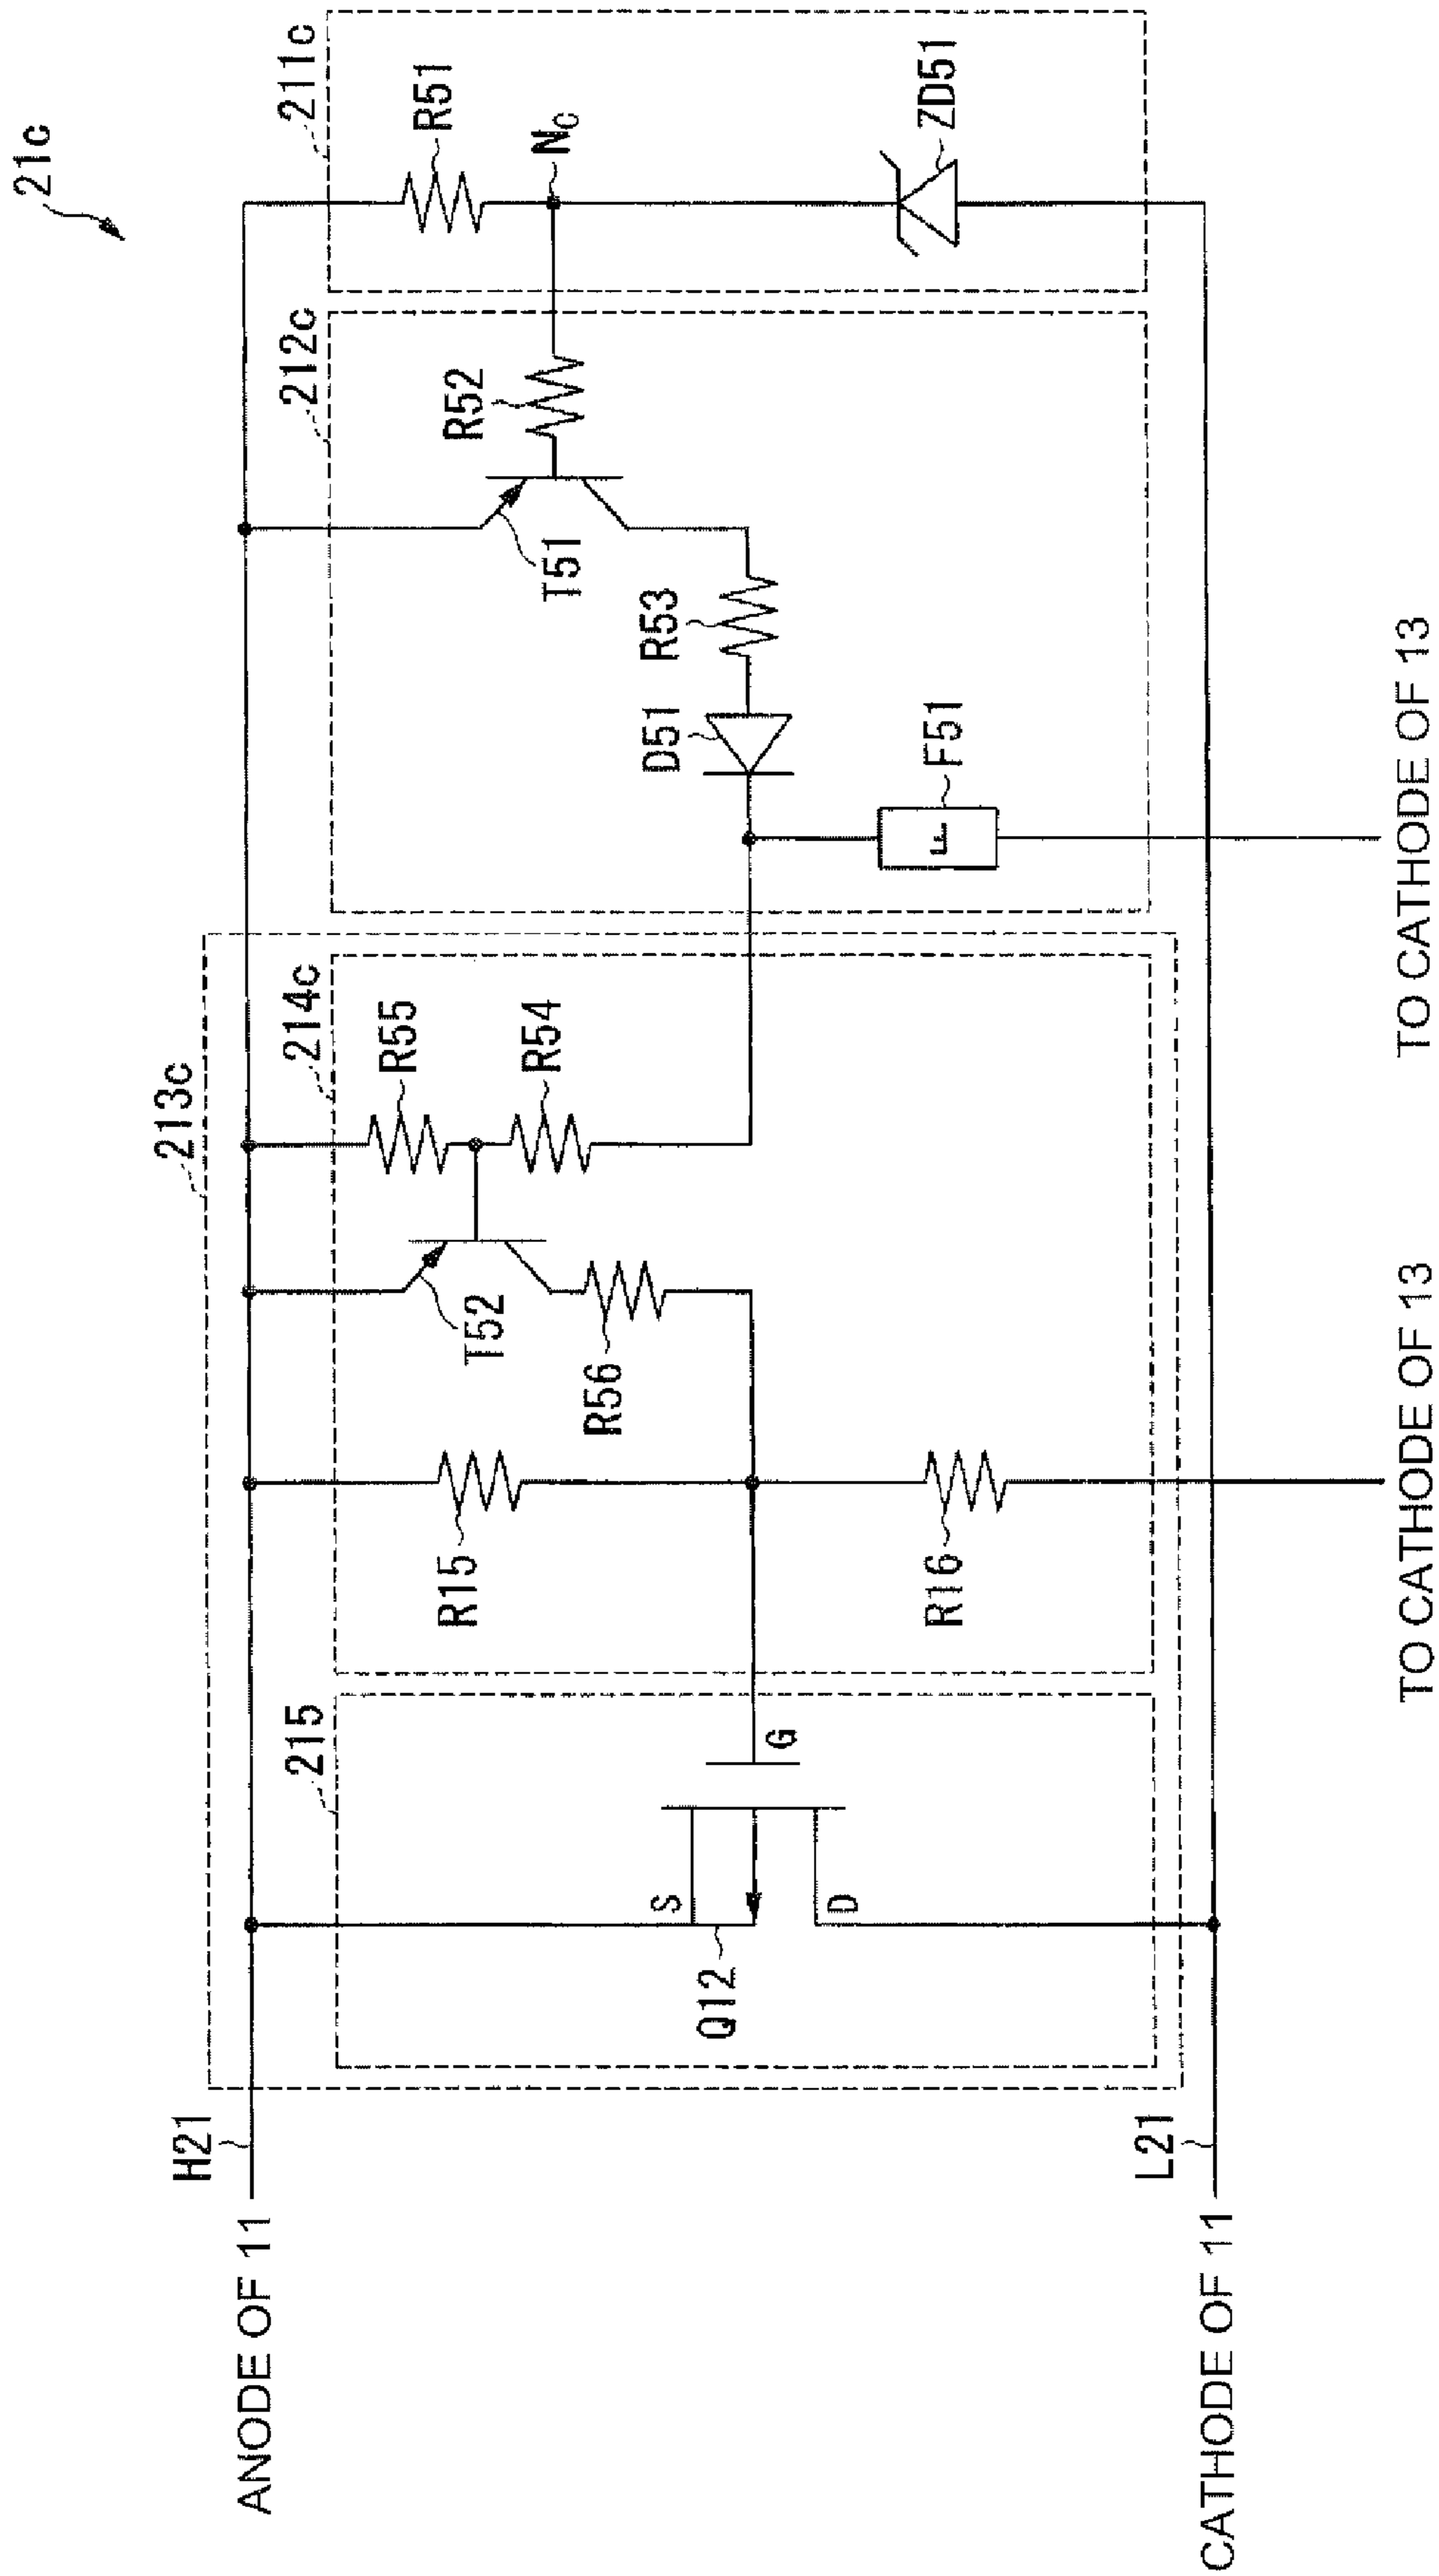 21c
211c
R51
Nc
ZD51
212c
R52
T51
R53
D51
F51
F
TO CATHODE OF 13
213c
214c
R55
R54
T52
R56
R15
R16
TO CATHODE OF 13
215
G
S
D
Q12
H21
L21
ANODE OF 11
CATHODE OF 11